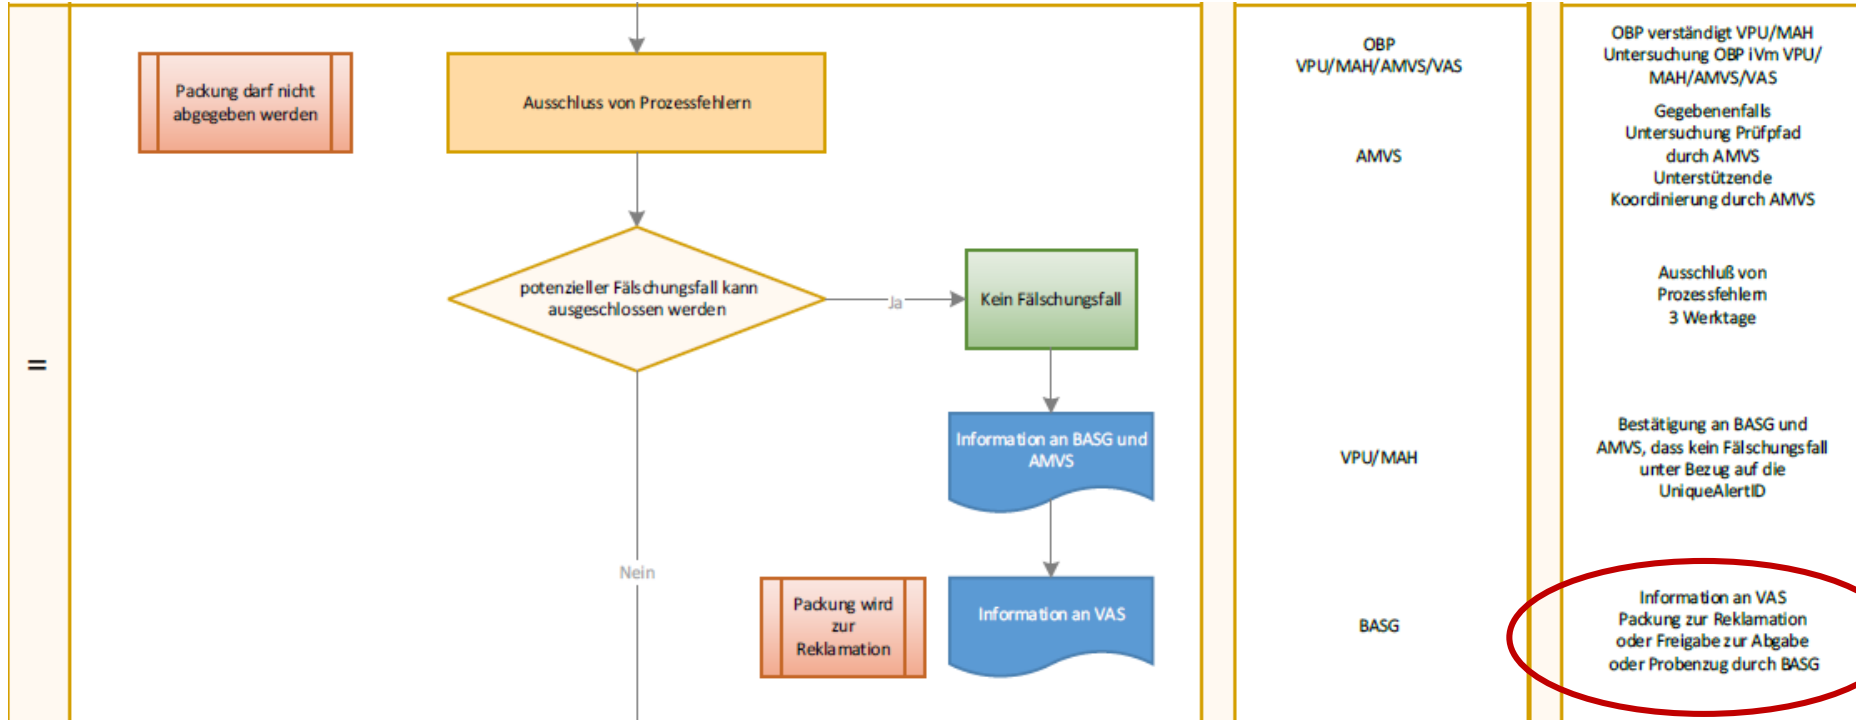 Packung darf nicht
abgegeben werden
Ausschluss von Prozessfehlern
OBP
VPU/MAH/AMVS/VAS
OBP verständigt VPU/MAH
Untersuchung OBP iVm VPU/
MAH/AMVS/VAS
AMVS
Gegebenenfalls
Untersuchung Prüfpfad
durch AMVS
Unterstützende
Koordinierung durch AMVS
potenzieller Fälschungsfall kann
ausgeschlossen werden
Ja
Kein Fälschungsfall
Ausschluß von
Prozessfehlern
3 Werktage
II
Information an BASG und
AMVS
VPU/MAH
Bestätigung an BASG und
AMVS, dass kein Fälschungsfall
unter Bezug auf die
UniqueAlertID
Nein
Packung wird
zur
Reklamation
Information an VAS
BASG
Information an VAS
Packung zur Reklamation
oder Freigabe zur Abgabe
oder Probenzug durch BASG